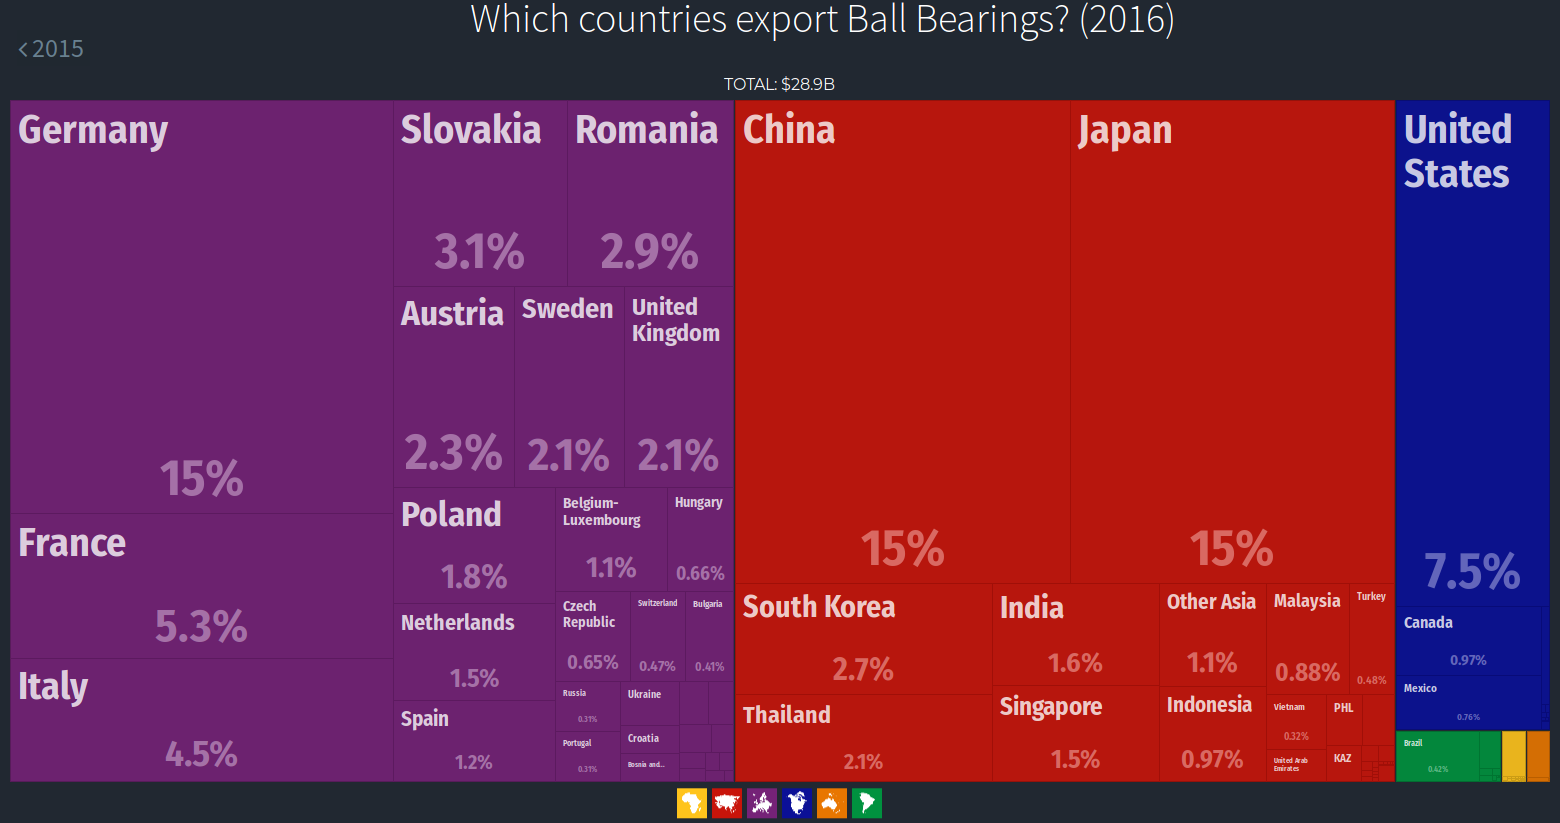 Which countries export Ball Bearings? (2016)
2015
TOTAL: $28.9B
Germany
15%
France
5.3%
Italy
4.5%
Slovakia
3.1%
Romania
2.9%
Austria
2.3%
Sweden
2.1%
United
Kingdom
2.1%
Poland
1.8%
Netherlands
1.5%
Spain
1.2%
Belgium-
Luxembourg
1.1%
Hungary
0.66%
Czech
Republic
0.65%
Switzerland
0.47%
Bulgaria
0.41%
Russia
0.31%
Portugal
0.31%
Ukraine
Croatia
Bosnia and...
China
15%
Japan
15%
South Korea
2.7%
Thailand
2.1%
India
1.6%
Singapore
1.5%
Other Asia
1.1%
Indonesia
0.97%
Malaysia
0.88%
Turkey
0.48%
Vietnam
0.32%
United Arab
Emirates
PHL
KAZ
United
States
7.5%
Canada
0.97%
Mexico
0.76%
Brazil
0.42%